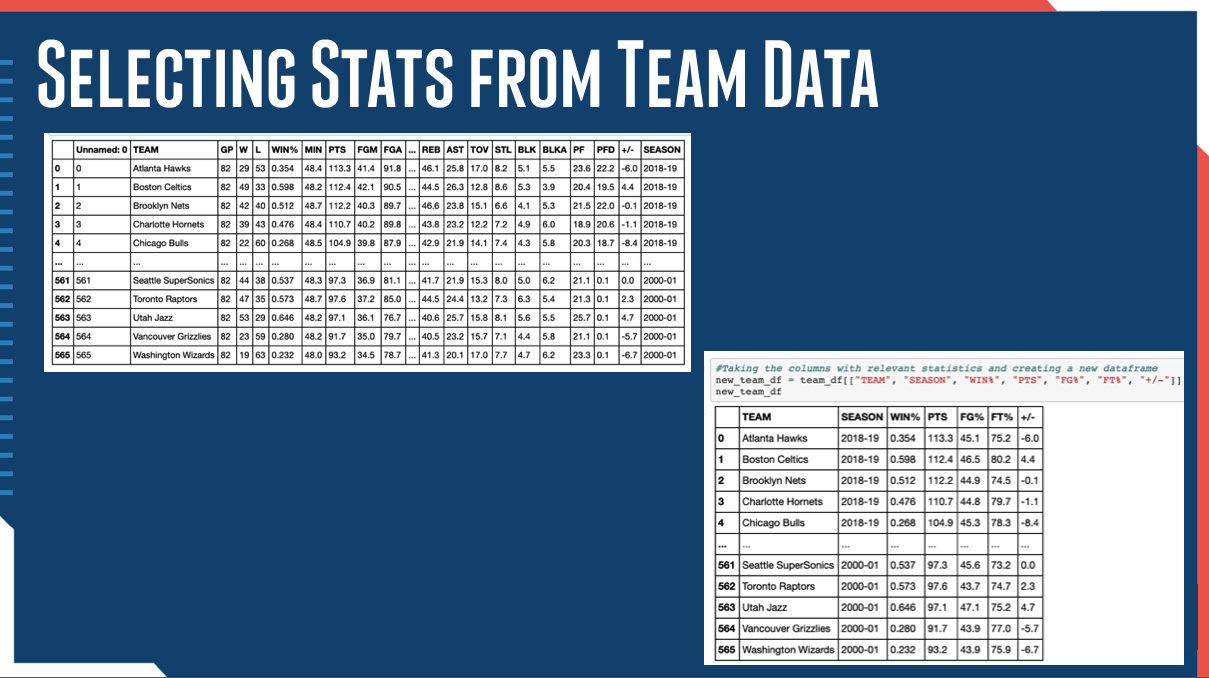 Selecting Stats from Team Data
Unnamed: 0 TEAM GP W L WIN% MIN PTS FGM FGA ... REB AST TOV STL BLK BLKA PF PFD +/- SEASON
0 0 Atlanta Hawks 82 29 53 0.354 48.4 113.3 41.4 91.8 ... 46.1 25.8 17.0 8.2 5.1 5.5 23.6 22.2 -6.0 2018-19
1 1 Boston Celtics 82 49 33 0.598 48.2 112.4 42.1 90.5 ... 44.5 26.3 12.8 8.6 5.3 3.9 20.4 19.5 4.4 2018-19
2 2 Brooklyn Nets 82 42 40 0.512 48.7 112.2 40.3 89.7 ... 46.6 23.8 15.1 6.6 4.1 5.3 21.5 22.0 -0.1 2018-19
3 3 Charlotte Hornets 82 39 43 0.476 48.4 110.7 40.2 89.8 ... 43.8 23.2 12.2 7.2 4.9 6.0 18.9 20.6 -1.1 2018-19
4 4 Chicago Bulls 82 22 60 0.268 48.5 104.9 39.8 87.9 ... 42.9 21.9 14.1 7.4 4.3 5.8 20.3 18.7 -8.4 2018-19
... ... ... ... ... ... ... ... ... ... ... ... ... ... ... ... ... ... ... ... ... ...
561 561 Seattle SuperSonics 82 44 38 0.537 48.3 97.3 36.9 81.1 ... 41.7 21.9 15.3 8.0 5.0 6.2 21.1 0.1 0.0 2000-01
562 562 Toronto Raptors 82 47 35 0.573 48.7 97.6 37.2 85.0 ... 44.5 24.4 13.2 7.3 6.3 5.4 21.3 0.1 2.3 2000-01
563 563 Utah Jazz 82 53 29 0.646 48.2 97.1 36.1 76.7 ... 40.6 25.7 15.8 8.1 5.6 5.5 25.7 0.1 4.7 2000-01
564 564 Vancouver Grizzlies 82 23 59 0.280 48.2 91.7 35.0 79.7 ... 40.5 23.2 15.7 7.1 4.4 5.8 21.1 0.1 -5.7 2000-01
565 565 Washington Wizards 82 19 63 0.232 48.0 93.2 34.5 78.7 ... 41.3 20.1 17.0 7.7 4.7 6.2 23.3 0.1 -6.7 2000-01
#Taking the columns with relevant statistics and creating a new dataframe
new_team_df = team_df[["TEAM", "SEASON", "WIN%", "PTS", "FG%", "FT%", "+/-"]]
new_team_df
TEAM SEASON WIN% PTS FG% FT% +/-
0 Atlanta Hawks 2018-19 0.354 113.3 45.1 75.2 -6.0
1 Boston Celtics 2018-19 0.598 112.4 46.5 80.2 4.4
2 Brooklyn Nets 2018-19 0.512 112.2 44.9 74.5 -0.1
3 Charlotte Hornets 2018-19 0.476 110.7 44.8 79.7 -1.1
4 Chicago Bulls 2018-19 0.268 104.9 45.3 78.3 -8.4
... ... ... ... ... ... ... ...
561 Seattle SuperSonics 2000-01 0.537 97.3 45.6 73.2 0.0
562 Toronto Raptors 2000-01 0.573 97.6 43.7 74.7 2.3
563 Utah Jazz 2000-01 0.646 97.1 47.1 75.2 4.7
564 Vancouver Grizzlies 2000-01 0.280 91.7 43.9 77.0 -5.7
565 Washington Wizards 2000-01 0.232 93.2 43.9 75.9 -6.7